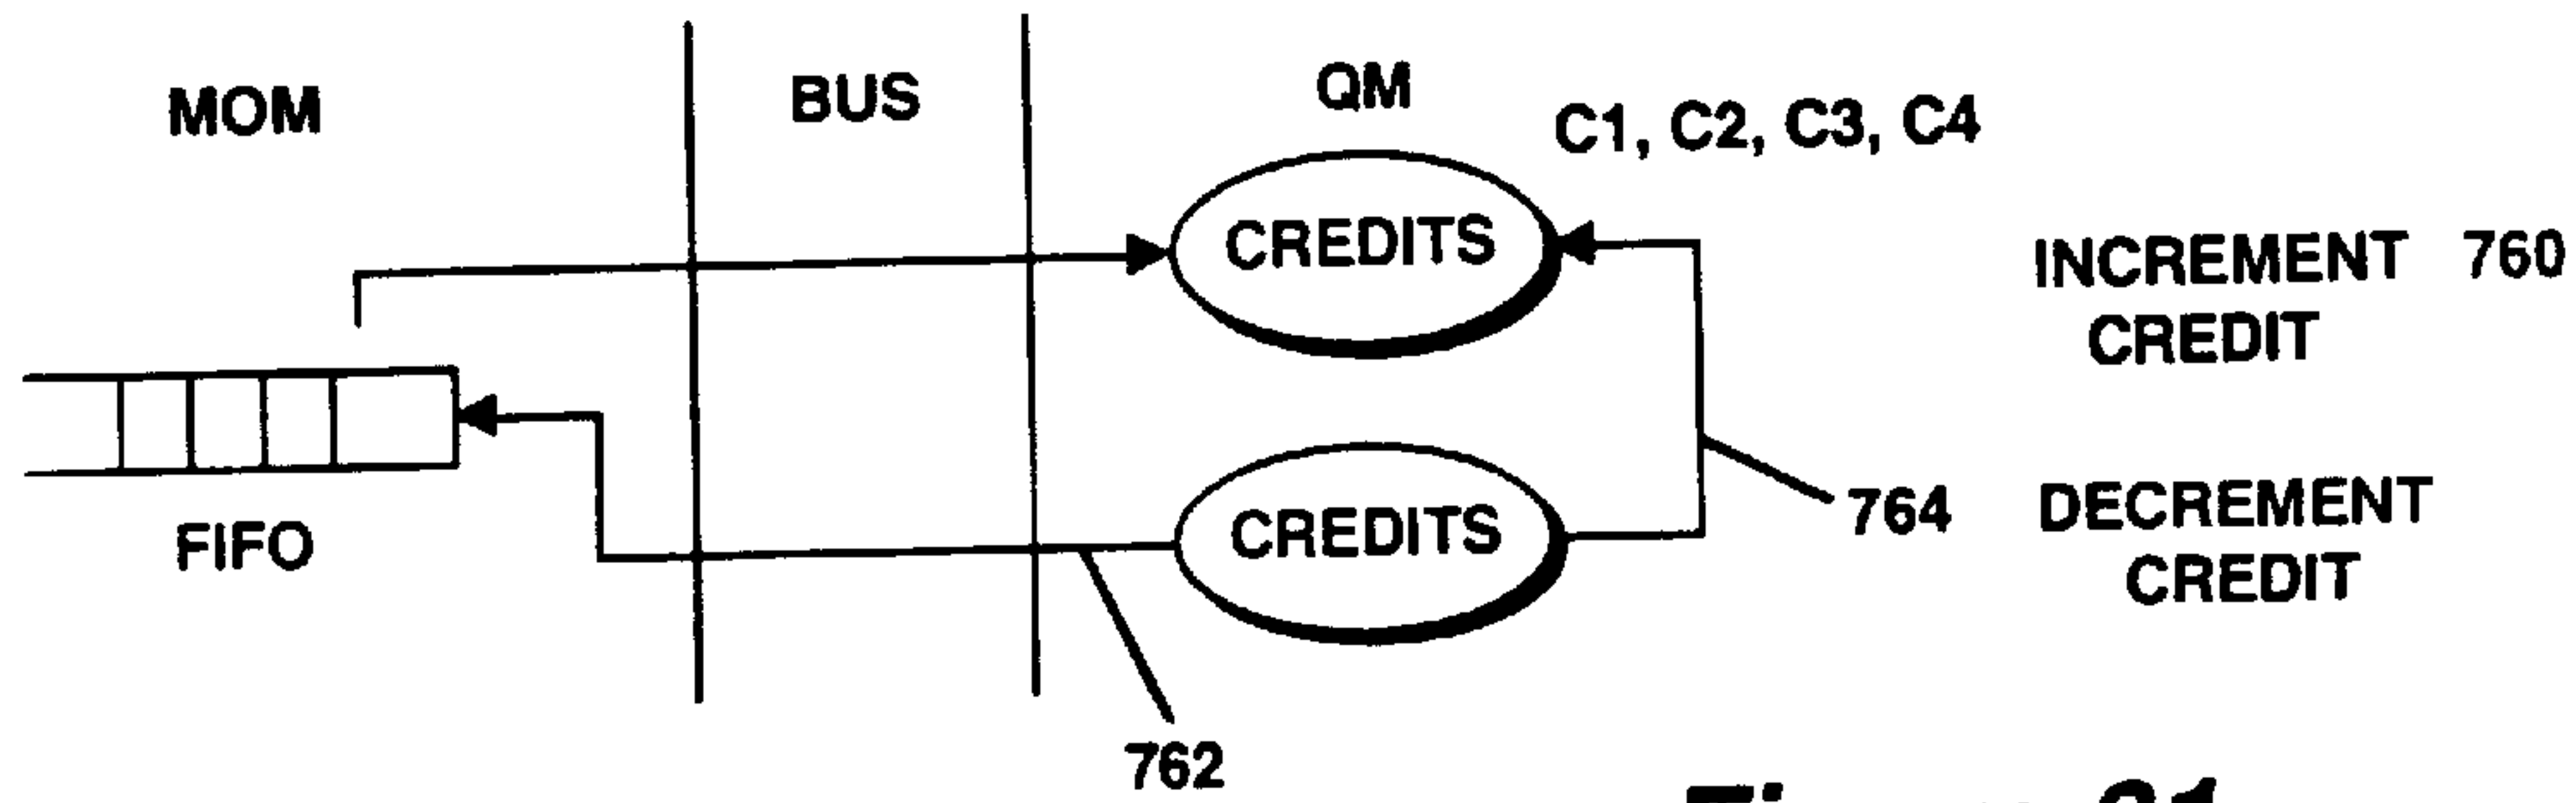 MOM
BUS
QM
C1, C2, C3, C4
CREDITS
INCREMENT 760
CREDIT
FIFO
CREDITS
764
DECREMENT
CREDIT
762